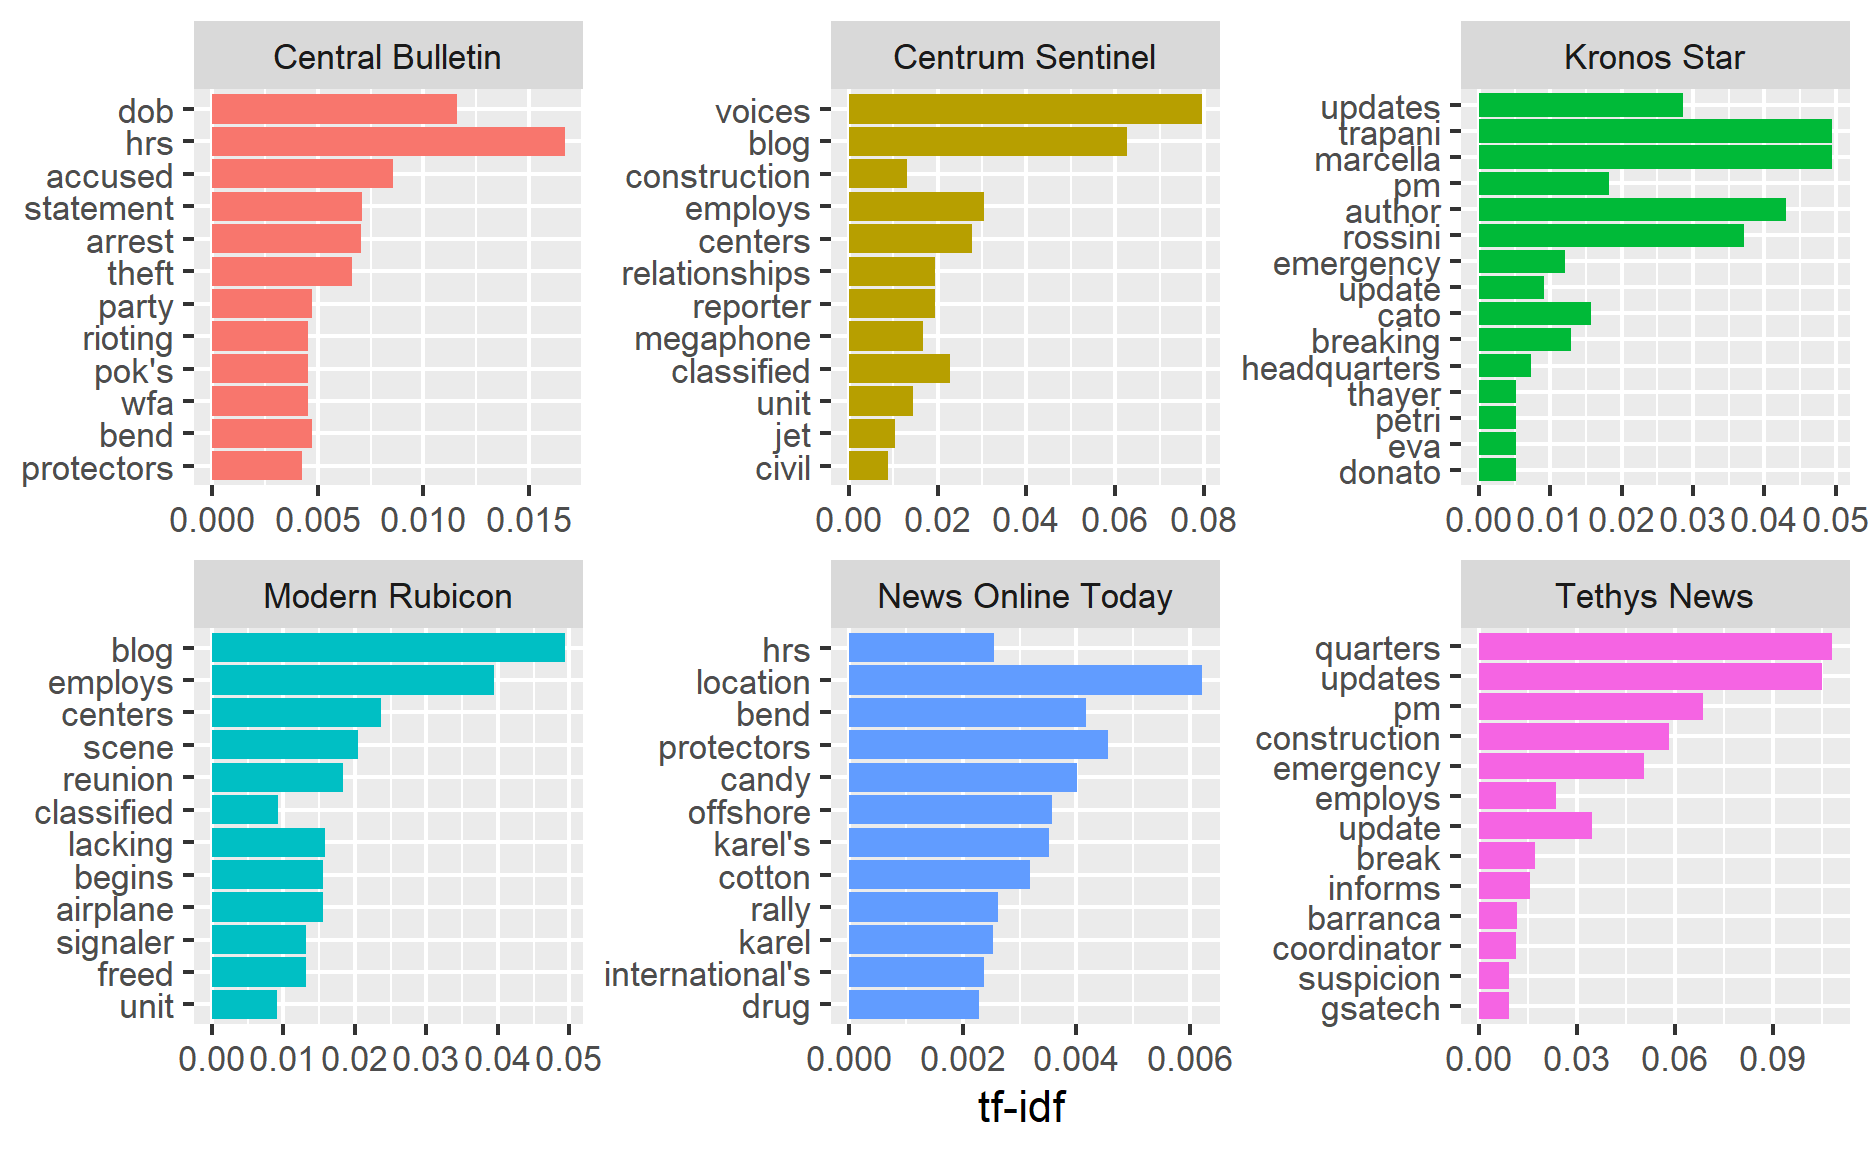 Central Bulletin
dob
hrs
accused
statement
arrest
theft
party
rioting
pok's
wfa
bend
protectors
0.000 0.005 0.010 0.015
Centrum Sentinel
voices
blog
construction
employs
centers
relationships
reporter
megaphone
classified
unit
jet
civil
0.00 0.02 0.04 0.06 0.08
Kronos Star
updates
trapani
marcella
pm
author
rossini
emergency
update
cato
breaking
headquarters
thayer
petri
eva
donato
0.00 0.01 0.02 0.03 0.04 0.05
Modern Rubicon
blog
employs
centers
scene
reunion
classified
lacking
begins
airplane
signaler
freed
unit
0.00 0.01 0.02 0.03 0.04 0.05
News Online Today
hrs
location
bend
protectors
candy
offshore
karel's
cotton
rally
karel
international's
drug
0.000 0.002 0.004 0.006
Tethys News
quarters
updates
pm
construction
emergency
employs
update
break
informs
barranca
coordinator
suspicion
gsatech
0.00 0.03 0.06 0.09
tf-idf